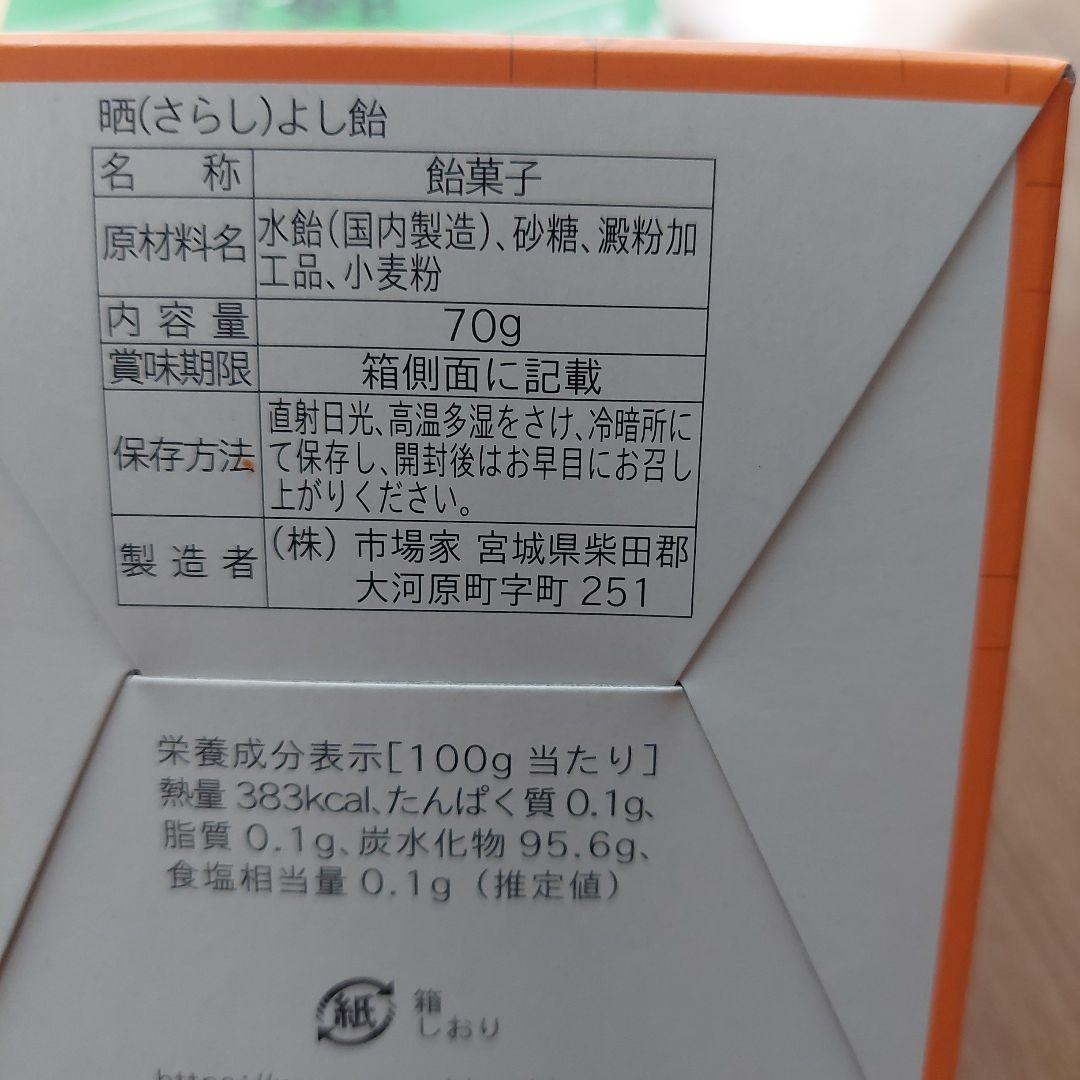 晒(さらし)よし飴
名 称 飴菓子
原材料名 水飴(国内製造)、砂糖、澱粉加
工品、小麦粉
内容量 70g
賞味期限 箱側面に記載
直射日光、高温多湿をさけ、冷暗所に
保存方法 て保存し、開封後はお早目にお召し
上がりください。
製造者 (株) 市場家 宮城県柴田郡
大河原町字町 251
栄養成分表示[100g 当たり]
熱量 383kcal、たんぱく質 0.1g、
脂質 0.1g、炭水化物 95.6g、
食塩相当量 0.1g (推定値)
紙 箱
しおり